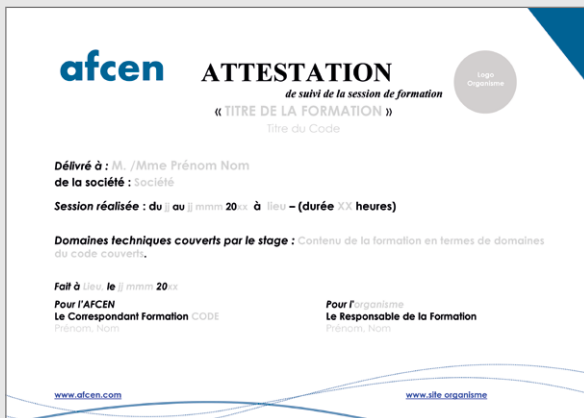 afcen
ATTESTATION
Logo
Organisme
de suivi de la session de formation
« TITRE DE LA FORMATION »
Titre du Code
Délivré à : M. /Mme Prénom Nom
de la société : Société
Session réalisée : du jj au jj mmm 20xx à lieu – (durée XX heures)
Domaines techniques couverts par le stage : Contenu de la formation en termes de domaines
du code couverts.
Fait à Lieu, le jj mmm 20xx
Pour l'AFCEN
Le Correspondant Formation CODE
Prénom, Nom
Pour l'organisme
Le Responsable de la Formation
Prénom, Nom
www.afcen.com
www.site organisme